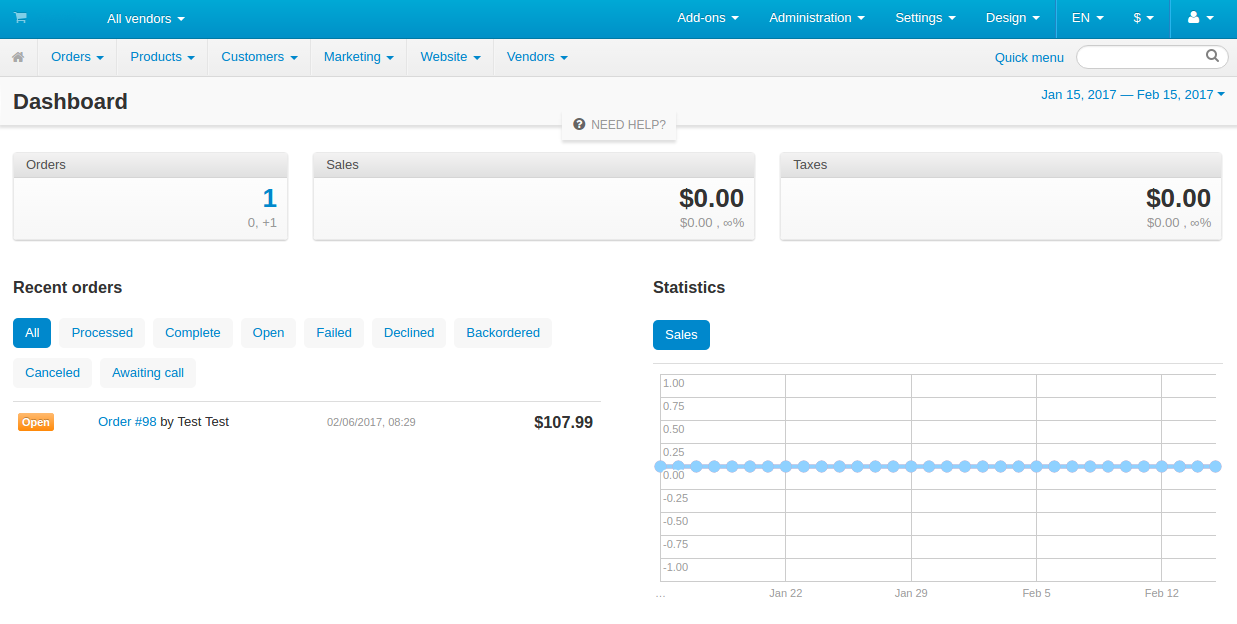 All vendors Add-ons Administration Settings Design EN $
Orders Products Customers Marketing Website Vendors Quick menu
Dashboard Jan 15, 2017 — Feb 15, 2017
NEED HELP?
Orders Sales Taxes
1 $0.00 $0.00
0, +1 $0.00 , ∞% $0.00 , ∞%
Recent orders Statistics
All Processed Complete Open Failed Declined Backordered Sales
Canceled Awaiting call
Open Order #98 by Test Test 02/06/2017, 08:29 $107.99
1.00
0.75
0.50
0.25
0.00
-0.25
-0.50
-0.75
-1.00
... Jan 22 Jan 29 Feb 5 Feb 12